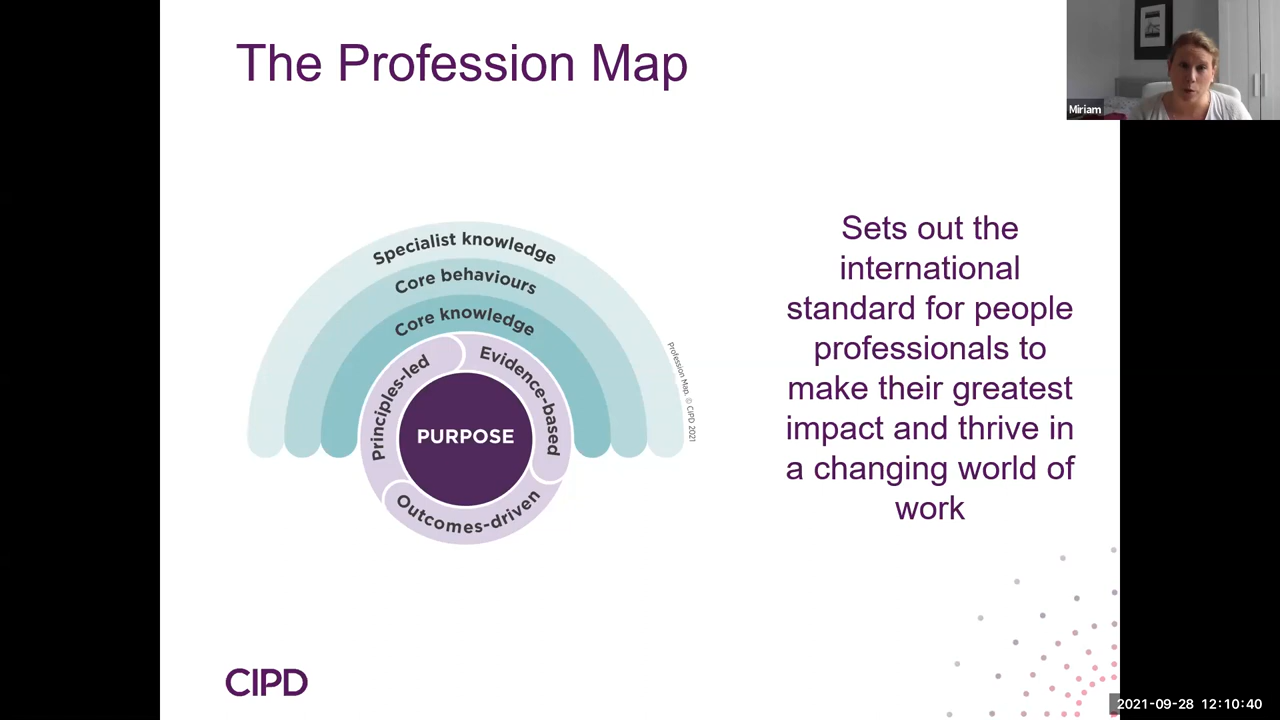 The Profession Map
Miriam
Specialist knowledge
Core behaviours
Core knowledge
Principles-led
Evidence-based
PURPOSE
Outcomes-driven
Profession Map. © CIPD 2021
Sets out the
international
standard for people
professionals to
make their greatest
impact and thrive in
a changing world of
work
CIPD
2021-09-28 12:10:40